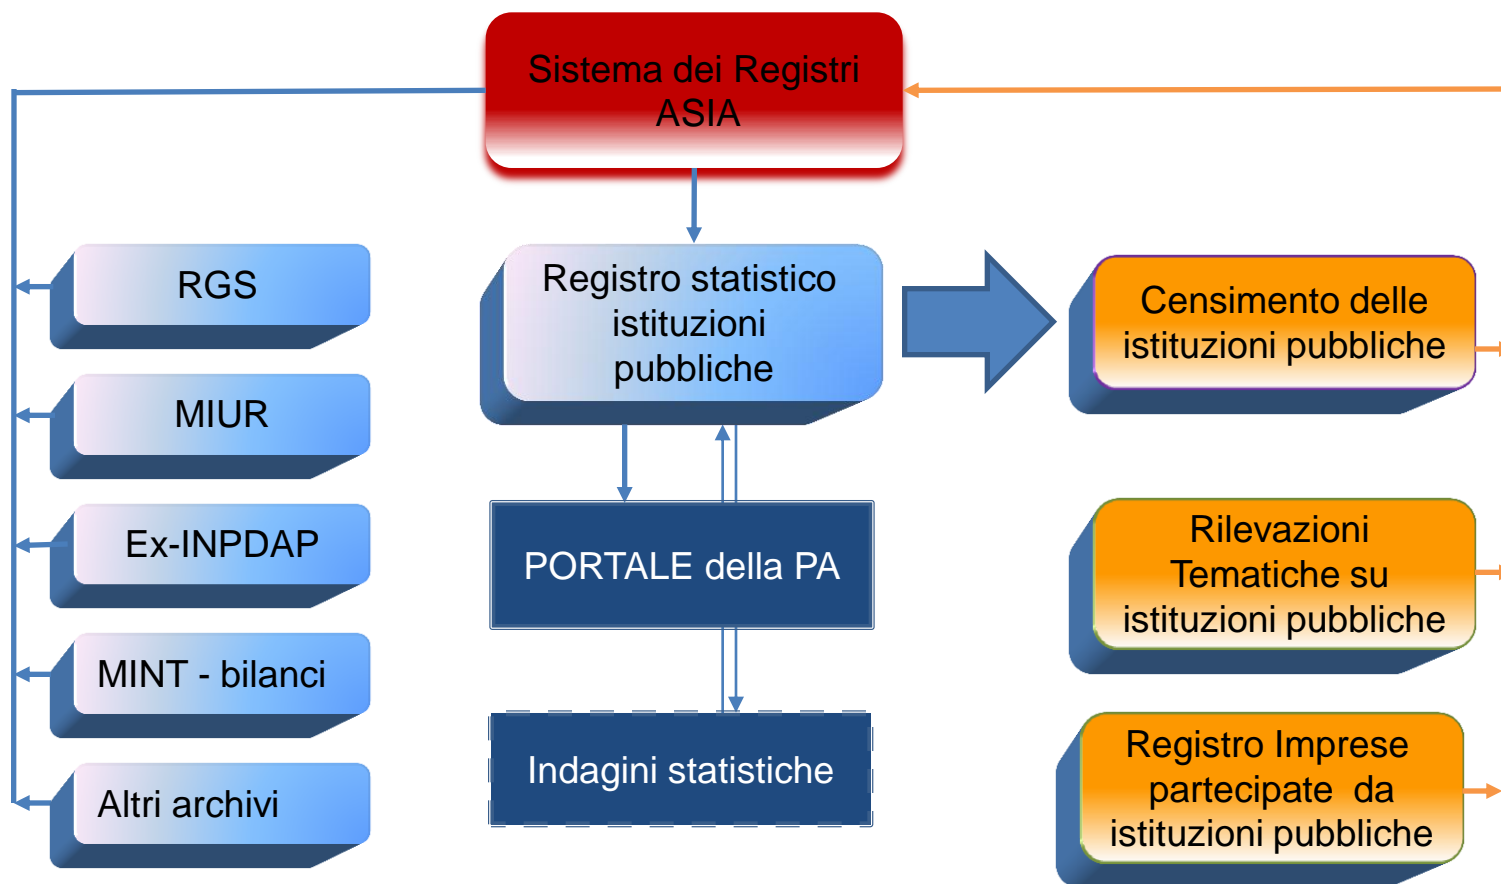 Sistema dei Registri
ASIA
RGS
MIUR
Ex-INPDAP
MINT - bilanci
Altri archivi
Registro statistico
istituzioni
pubbliche
PORTALE della PA
Indagini statistiche
Censimento delle
istituzioni pubbliche
Rilevazioni
Tematiche su
istituzioni pubbliche
Registro Imprese
partecipate da
istituzioni pubbliche